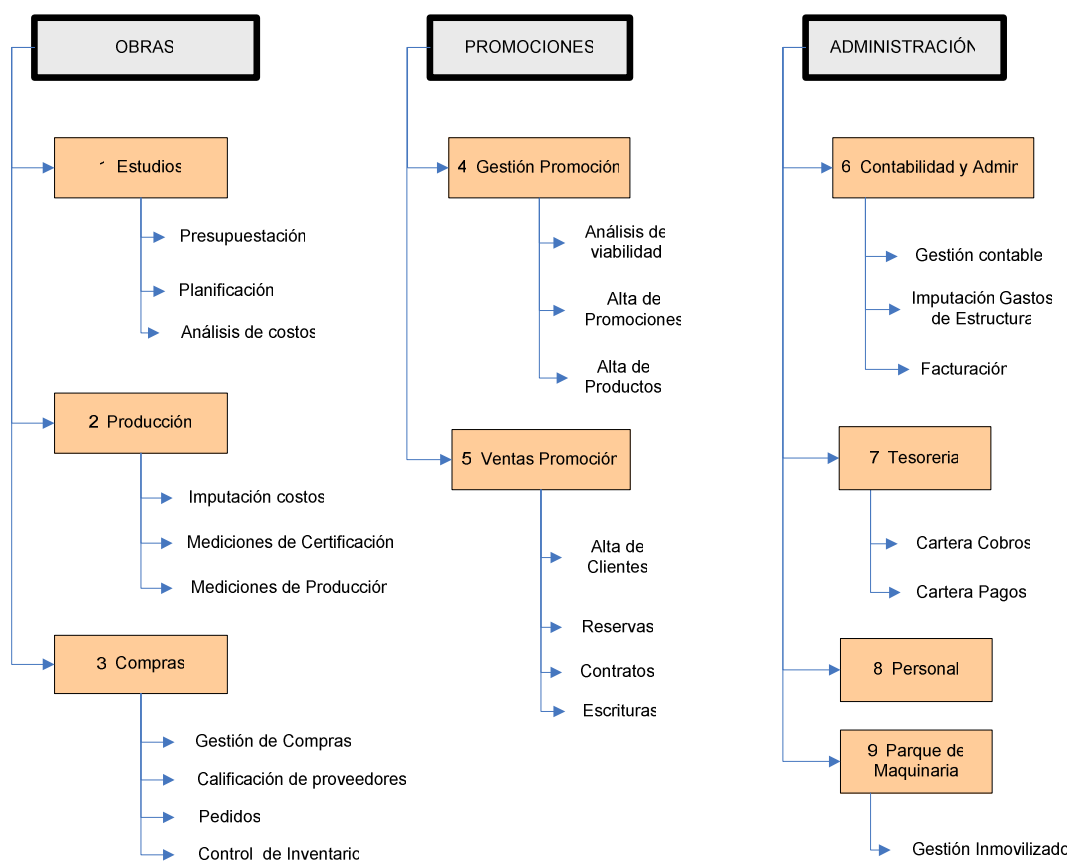 OBRAS
1 Estudios
Presupuestación
Planificación
Análisis de costos
2 Producción
Imputación costos
Mediciones de Certificación
Mediciones de Producción
3 Compras
Gestión de Compras
Calificación de proveedores
Pedidos
Control de Inventario
PROMOCIONES
4 Gestión Promoción
Análisis de
viabilidad
Alta de
Promociones
Alta de
Productos
5 Ventas Promoción
Alta de
Clientes
Reservas
Contratos
Escrituras
ADMINISTRACIÓN
6 Contabilidad y Admin
Gestión contable
Imputación Gastos
de Estructura
Facturación
7 Tesoreria
Cartera Cobros
Cartera Pagos
8 Personal
9 Parque de
Maquinaria
Gestión Inmovilizado